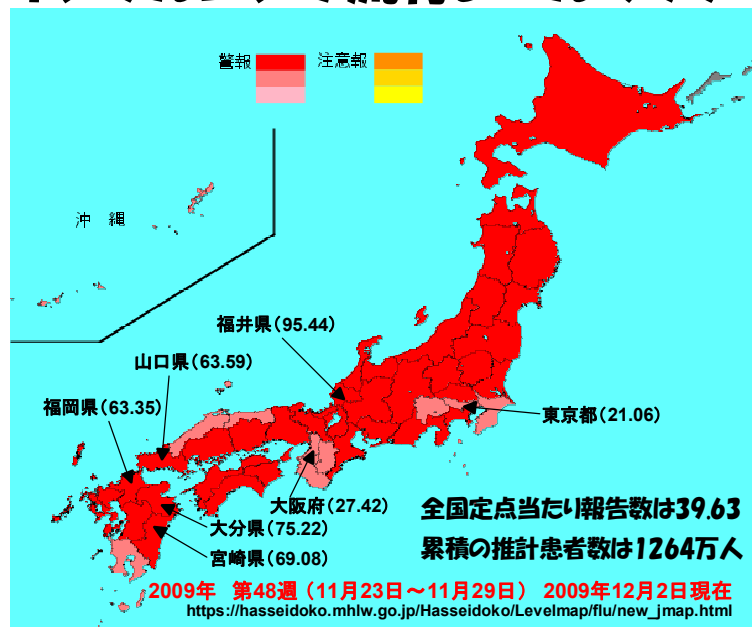 警報
注意報
沖 縄
福井県(95.44)
山口県(63.59)
福岡県(63.35)
東京都(21.06)
大阪府(27.42)
大分県(75.22)
宮崎県(69.08)
全国定点当たり報告数は39.63
累積の推計患者数は1264万人
2009年 第48週(11月23日~11月29日) 2009年12月2日現在
https://hasseidoko.mhlw.go.jp/Hasseidoko/Levelmap/flu/new_jmap.html